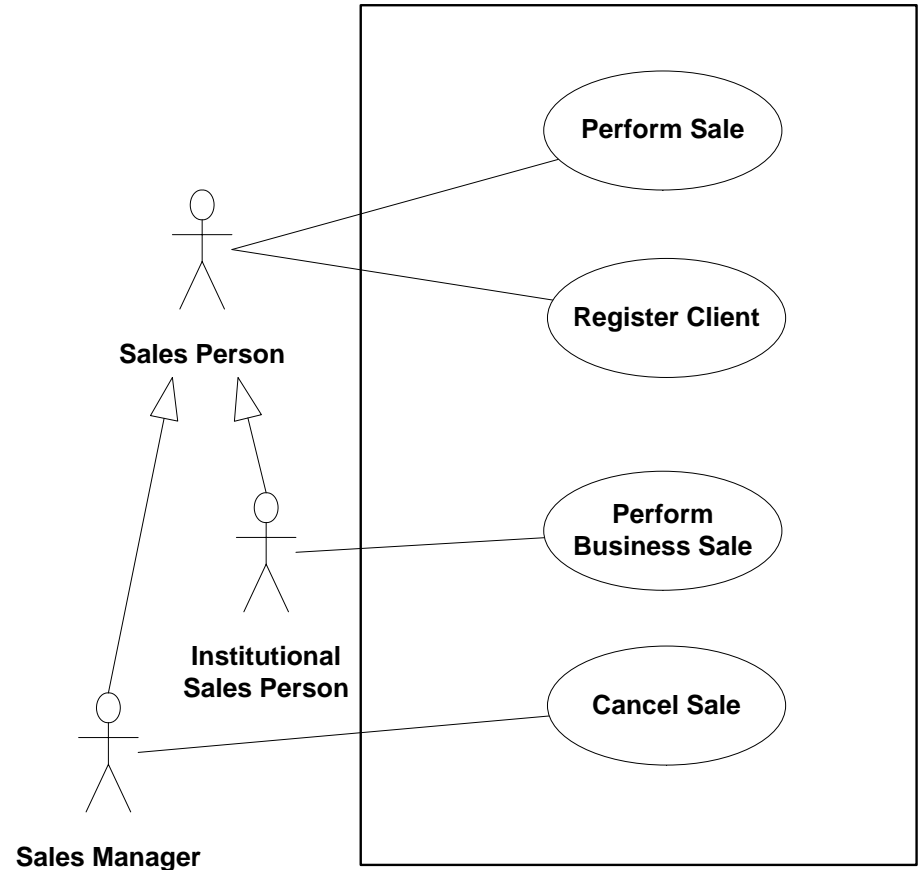 Perform Sale
Register Client
Sales Person
Perform
Business Sale
Institutional
Sales Person
Cancel Sale
Sales Manager